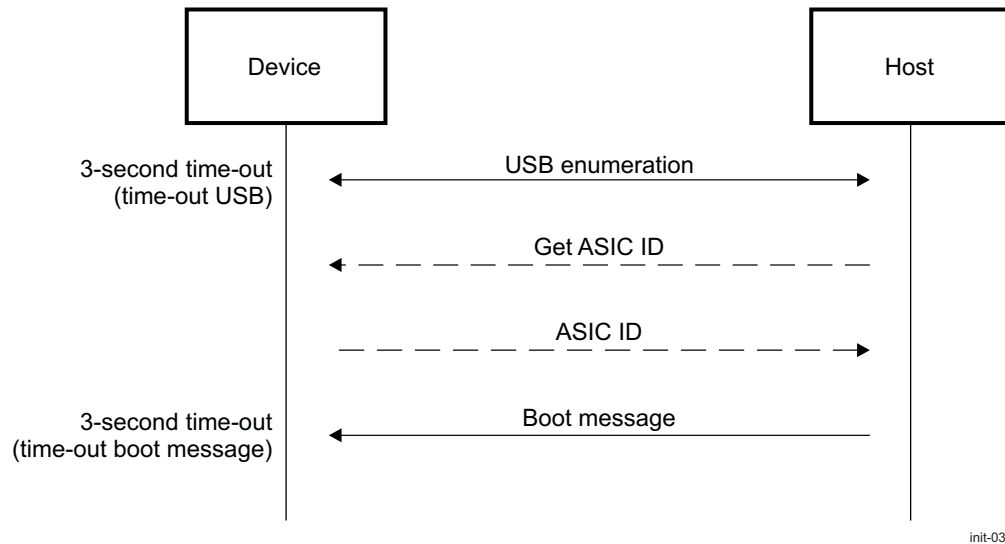 Device
Host
3-second time-out
(time-out USB)
USB enumeration
Get ASIC ID
ASIC ID
3-second time-out
(time-out boot message)
Boot message
init-03